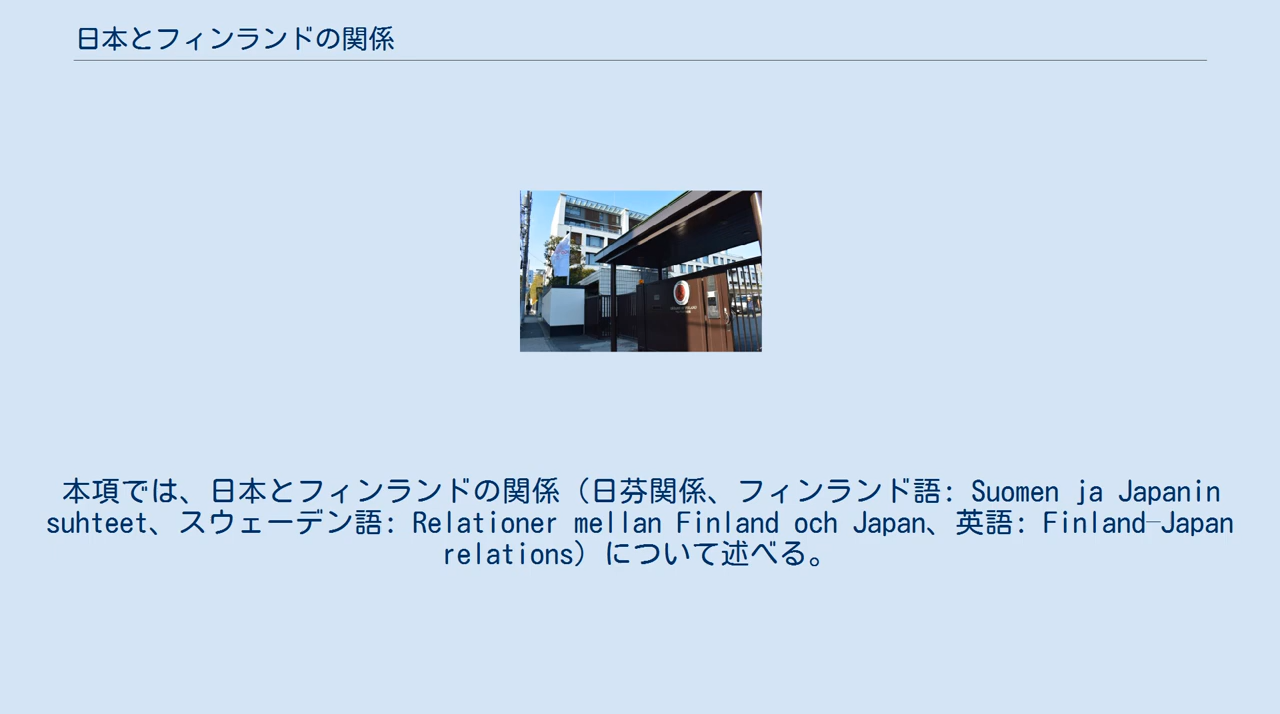 日本とフィンランドの関係
本項では、日本とフィンランドの関係（日芬関係、フィンランド語: Suomen ja Japanin
suhteet、スウェーデン語: Relationer mellan Finland och Japan、英語: Finland–Japan
relations）について述べる。